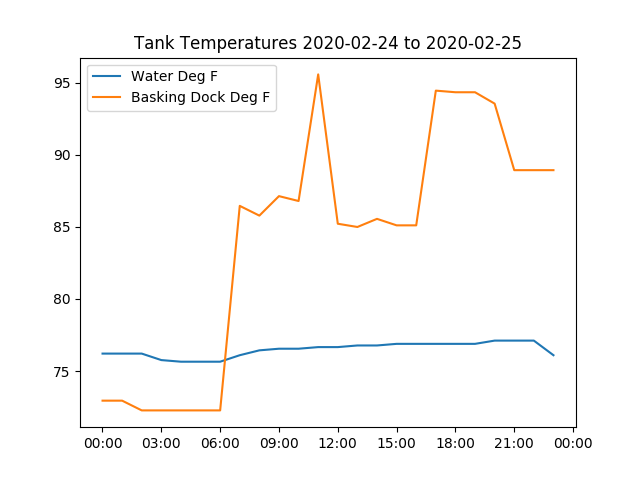 Tank Temperatures 2020-02-24 to 2020-02-25
Water Deg F
Basking Dock Deg F
95
90
85
80
75
00:00 03:00 06:00 09:00 12:00 15:00 18:00 21:00 00:00